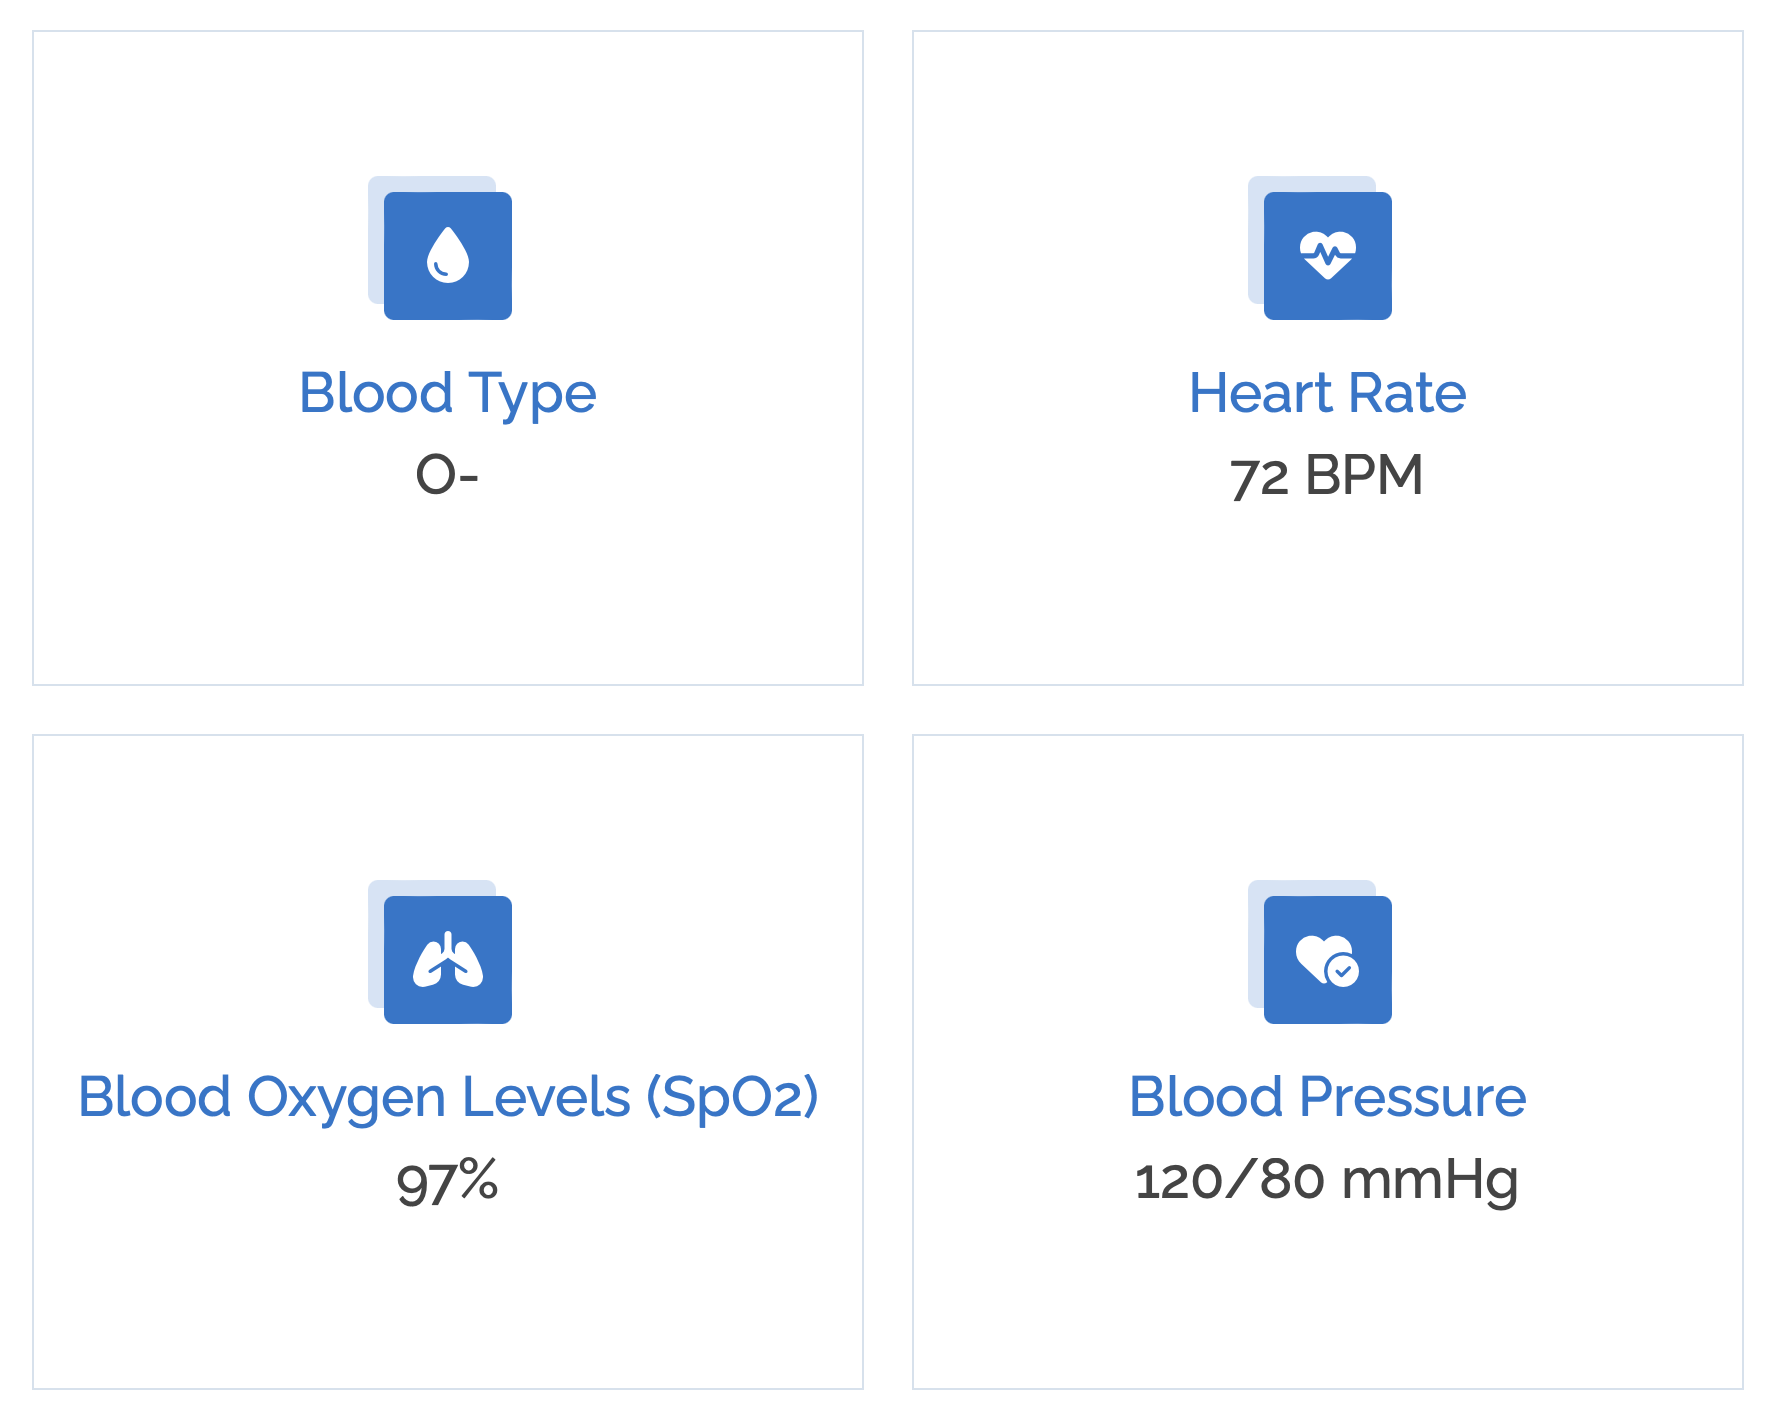 Blood Type
O-
Heart Rate
72 BPM
Blood Oxygen Levels (SpO2)
97%
Blood Pressure
120/80 mmHg